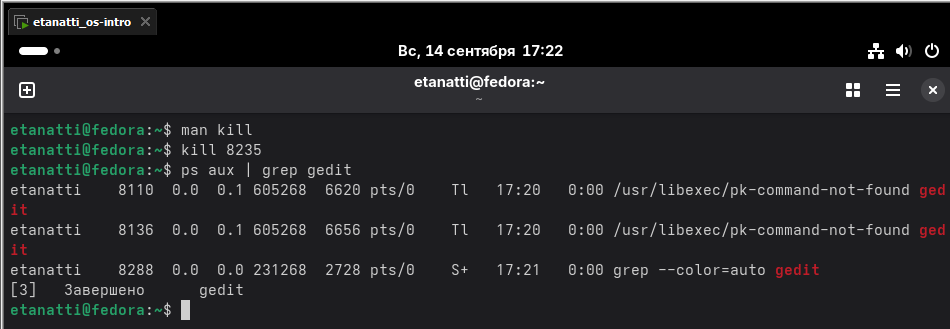 etanatti_os-intro
Вс, 14 сентября 17:22
etanatti@fedora:~
~
etanatti@fedora:~$ man kill
etanatti@fedora:~$ kill 8235
etanatti@fedora:~$ ps aux | grep gedit
etanatti    8110  0.0  0.1 605268  6620 pts/0    Tl   17:20   0:00 /usr/libexec/pk-command-not-found ged
it
etanatti    8136  0.0  0.1 605268  6656 pts/0    Tl   17:20   0:00 /usr/libexec/pk-command-not-found ged
it
etanatti    8288  0.0  0.0 231268  2728 pts/0    S+   17:21   0:00 grep --color=auto gedit
[3]   Завершено      gedit
etanatti@fedora:~$